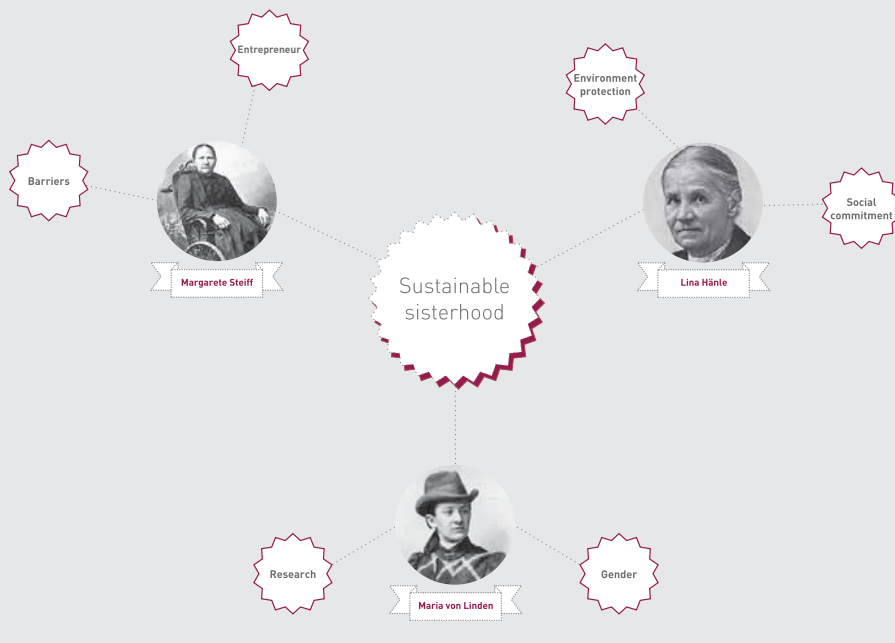 Entrepreneur
Environment
protection
Barriers
Social
commitment
Margarete Steiff
Lina Hänle
Sustainable
sisterhood
Research
Gender
Maria von Linden